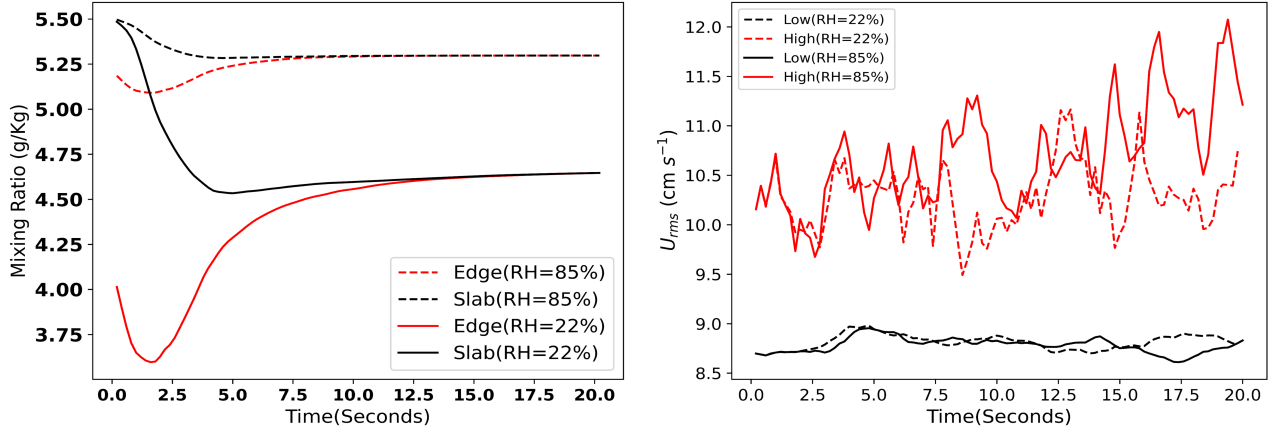 5.50
5.25
5.00
4.75
4.50
4.25
4.00
3.75
Mixing Ratio (g/Kg)
0.0 2.5 5.0 7.5 10.0 12.5 15.0 17.5 20.0
Time(Seconds)
Edge(RH=85%)
Slab(RH=85%)
Edge(RH=22%)
Slab(RH=22%)
12.0
11.5
11.0
10.5
10.0
9.5
9.0
8.5
U_rms (cm s⁻¹)
0.0 2.5 5.0 7.5 10.0 12.5 15.0 17.5 20.0
Time(Seconds)
Low(RH=22%)
High(RH=22%)
Low(RH=85%)
High(RH=85%)